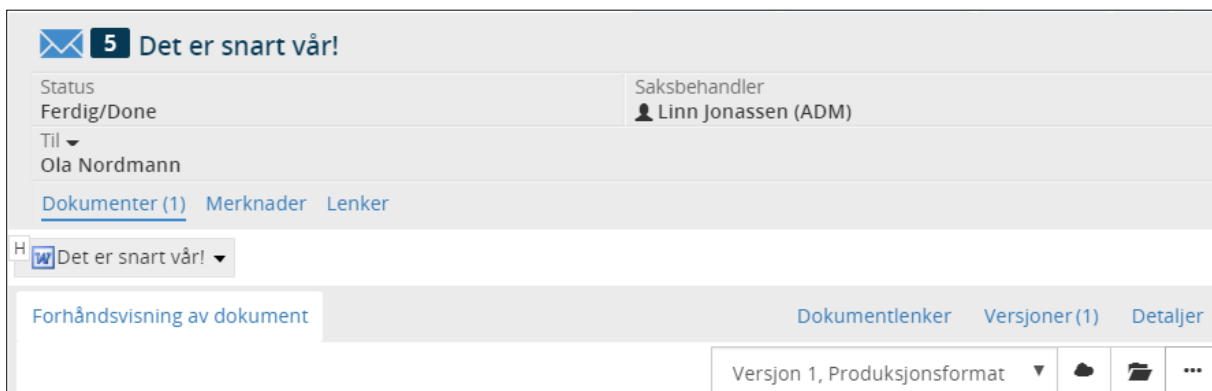 5 Det er snart vår!
Status Saksbehandler
Ferdig/Done Linn Jonassen (ADM)
Til
Ola Nordmann
Dokumenter (1) Merknader Lenker
H W Det er snart vår!
Forhåndsvisning av dokument Dokumentlenker Versjoner (1) Detaljer
Versjon 1, Produksjonsformat ...